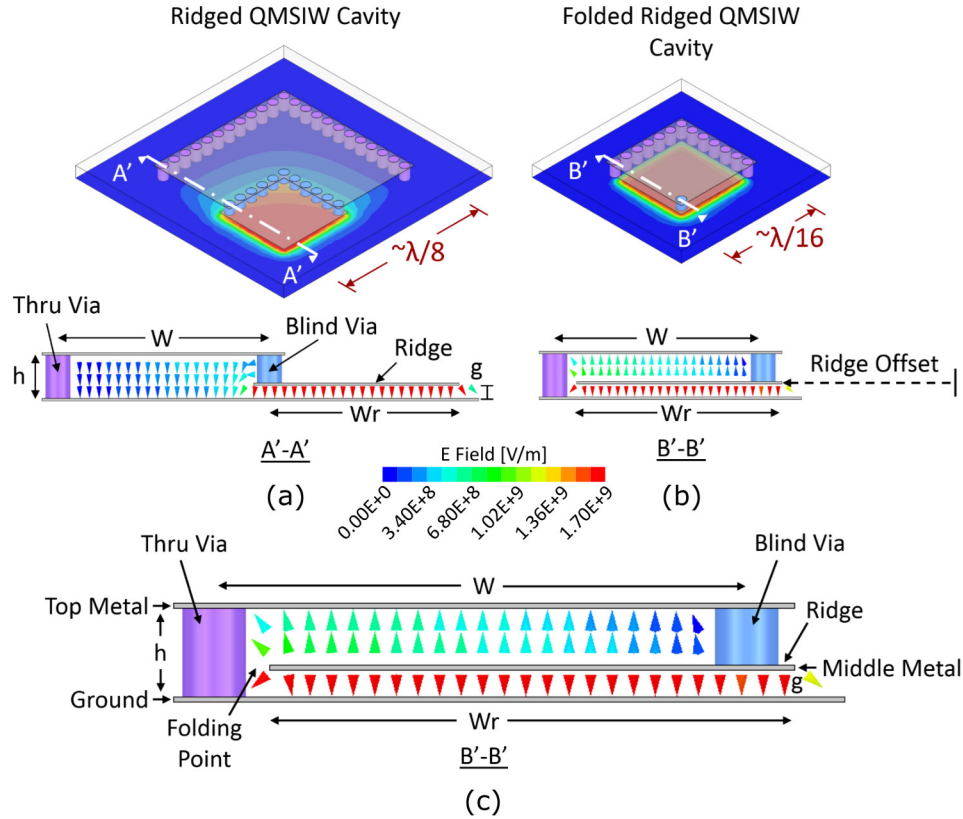 Ridged QMSIW Cavity
Folded Ridged QMSIW
Cavity
A'
A'
~λ/8
B'
B'
~λ/16
Thru Via
W
Blind Via
Ridge
h
g
Wr
A'-A'
(a)
W
Ridge Offset
h
Wr
B'-B'
(b)
E Field [V/m]
0.00E+0
3.40E+8
6.80E+8
1.02E+9
1.36E+9
1.70E+9
Thru Via
Blind Via
W
Top Metal
Ridge
h
Middle Metal
g
Ground
Folding
Point
Wr
B'-B'
(c)